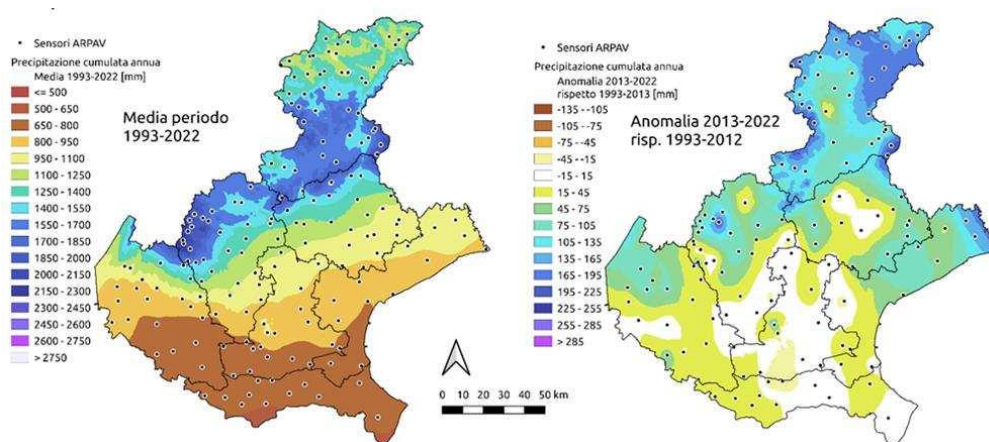 Sensori ARPAV
Precipitazione cumulata annua
Media 1993-2022 [mm]
<= 500
500 - 650
650 - 800
800 - 950
950 - 1100
1100 - 1250
1250 - 1400
1400 - 1550
1550 - 1700
1700 - 1850
1850 - 2000
2000 - 2150
2150 - 2300
2300 - 2450
2450 - 2600
2600 - 2750
> 2750
Media periodo
1993-2022
0 10 20 30 40 50 km
Sensori ARPAV
Precipitazione cumulata annua
Anomalia 2013-2022
rispetto 1993-2013 [mm]
-135 - -105
-105 - -75
-75 - -45
-45 - -15
-15 - 15
15 - 45
45 - 75
75 - 105
105 - 135
135 - 165
165 - 195
195 - 225
225 - 255
255 - 285
> 285
Anomalia 2013-2022
risp. 1993-2012